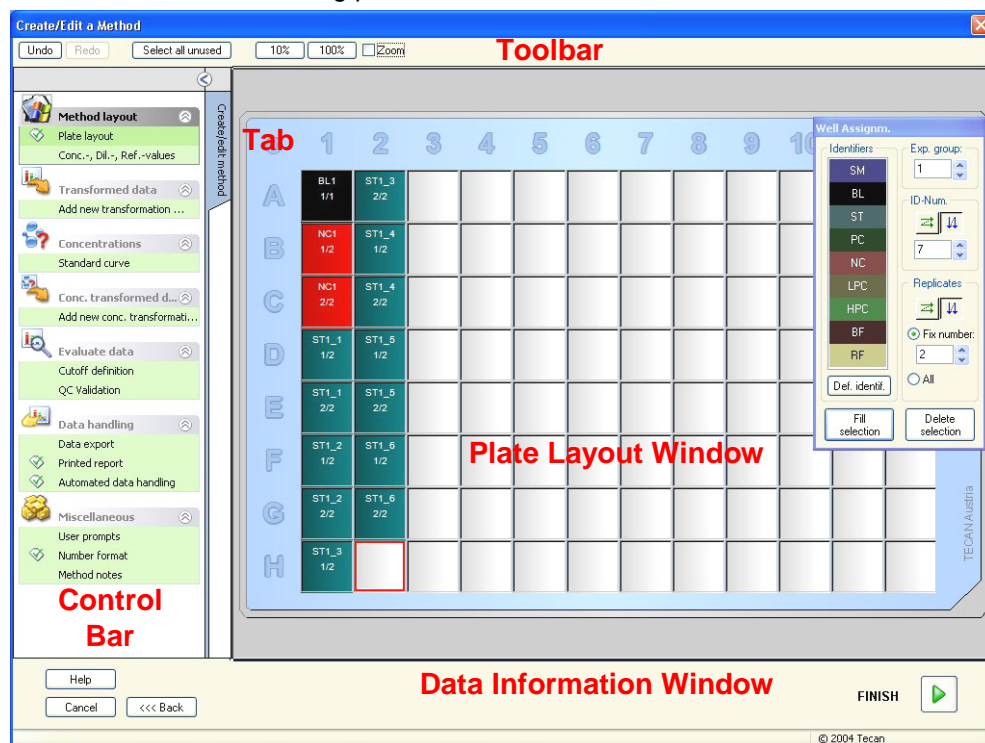 Create/Edit a Method
Undo Redo Select all unused 10% 100% Zoom
Toolbar
Create/edit method
Method layout
Plate layout
Conc.-, Dil.-, Ref.-values
Transformed data
Add new transformation ...
Concentrations
Standard curve
Conc. transformed d...
Add new conc. transformati...
Evaluate data
Cutoff definition
QC Validation
Data handling
Data export
Printed report
Automated data handling
Miscellaneous
User prompts
Number format
Method notes
Control
Bar
Tab
1 2 3 4 5 6 7 8 9 10
A BL1 ST1_3
1/1 2/2
B NC1 ST1_4
1/2 1/2
C NC1 ST1_4
2/2 2/2
D ST1_1 ST1_5
1/2 1/2
E ST1_1 ST1_5
2/2 2/2
F ST1_2 ST1_6
1/2 1/2
G ST1_2 ST1_6
2/2 2/2
H ST1_3
1/2
Plate Layout Window
TECAN Austria
Well Assignm.
Identifiers
SM
BL
ST
PC
NC
LPC
HPC
BF
RF
Def. identif.
Fill
selection
Exp. group:
1
ID-Num.
7
Replicates
Fix number:
2
All
Delete
selection
Data Information Window
Help
Cancel <<< Back
FINISH
© 2004 Tecan